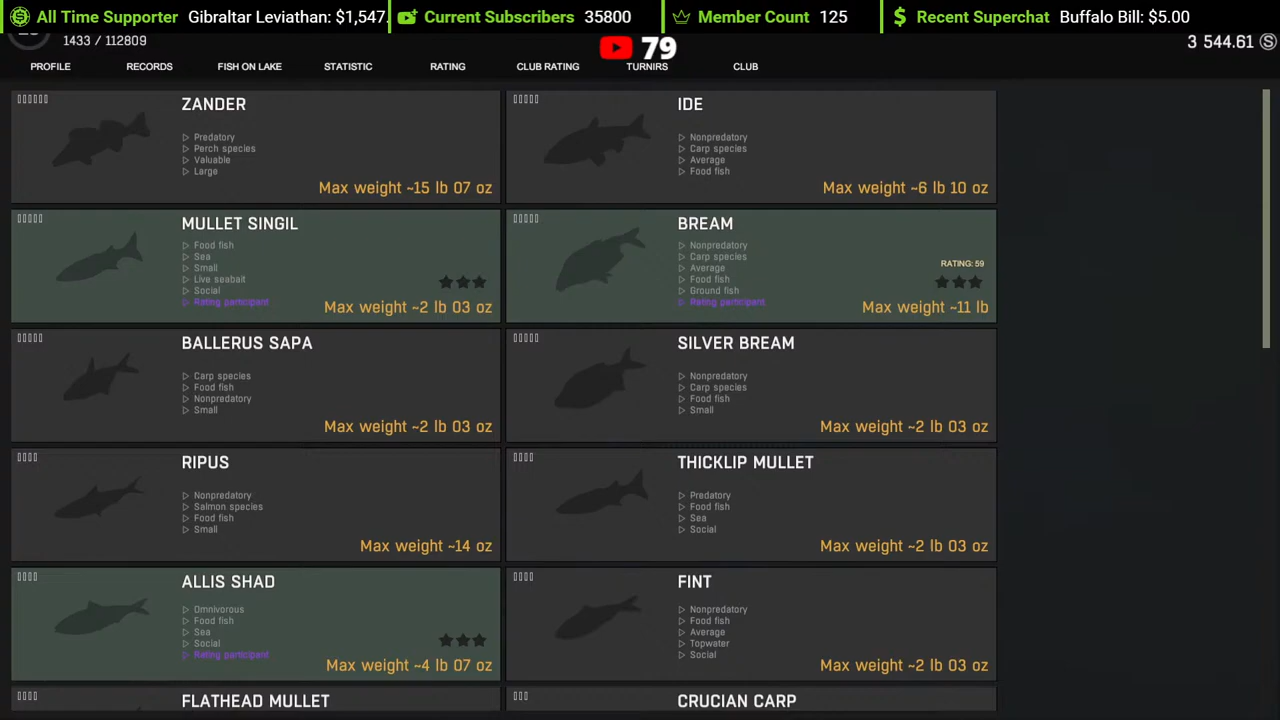 All Time Supporter Gibraltar Leviathan: $1,547. Current Subscribers 35800 Member Count 125 Recent Superchat Buffalo Bill: $5.00
1433 / 112809
79
3 544.61
PROFILE RECORDS FISH ON LAKE STATISTIC RATING CLUB RATING TURNIRS CLUB
ZANDER
Predatory
Perch species
Valuable
Large
Max weight ~15 lb 07 oz
IDE
Nonpredatory
Carp species
Average
Food fish
Max weight ~6 lb 10 oz
MULLET SINGIL
Food fish
Sea
Small
Live seabait
Social
Rating participant
Max weight ~2 lb 03 oz
BREAM
Nonpredatory
Carp species
Average
Food fish
Ground fish
Rating participant
RATING: 59
Max weight ~11 lb
BALLERUS SAPA
Carp species
Food fish
Nonpredatory
Small
Max weight ~2 lb 03 oz
SILVER BREAM
Nonpredatory
Carp species
Food fish
Small
Max weight ~2 lb 03 oz
RIPUS
Nonpredatory
Salmon species
Food fish
Small
Max weight ~14 oz
THICKLIP MULLET
Predatory
Food fish
Sea
Social
Max weight ~2 lb 03 oz
ALLIS SHAD
Omnivorous
Food fish
Sea
Social
Rating participant
Max weight ~4 lb 07 oz
FINT
Nonpredatory
Food fish
Average
Topwater
Social
Max weight ~2 lb 03 oz
FLATHEAD MULLET
CRUCIAN CARP